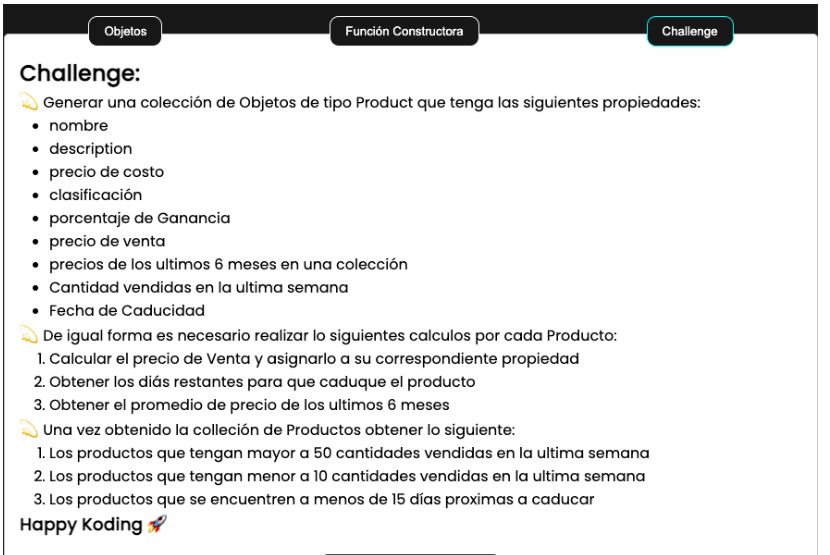 Objetos
Función Constructora
Challenge
Challenge:
💫 Generar una colección de Objetos de tipo Product que tenga las siguientes propiedades:
• nombre
• description
• precio de costo
• clasificación
• porcentaje de Ganancia
• precio de venta
• precios de los ultimos 6 meses en una colección
• Cantidad vendidas en la ultima semana
• Fecha de Caducidad
💫 De igual forma es necesario realizar lo siguientes calculos por cada Producto:
1. Calcular el precio de Venta y asignarlo a su correspondiente propiedad
2. Obtener los diás restantes para que caduque el producto
3. Obtener el promedio de precio de los ultimos 6 meses
💫 Una vez obtenido la colleción de Productos obtener lo siguiente:
1. Los productos que tengan mayor a 50 cantidades vendidas en la ultima semana
2. Los productos que tengan menor a 10 cantidades vendidas en la ultima semana
3. Los productos que se encuentren a menos de 15 días proximas a caducar
Happy Koding 🚀